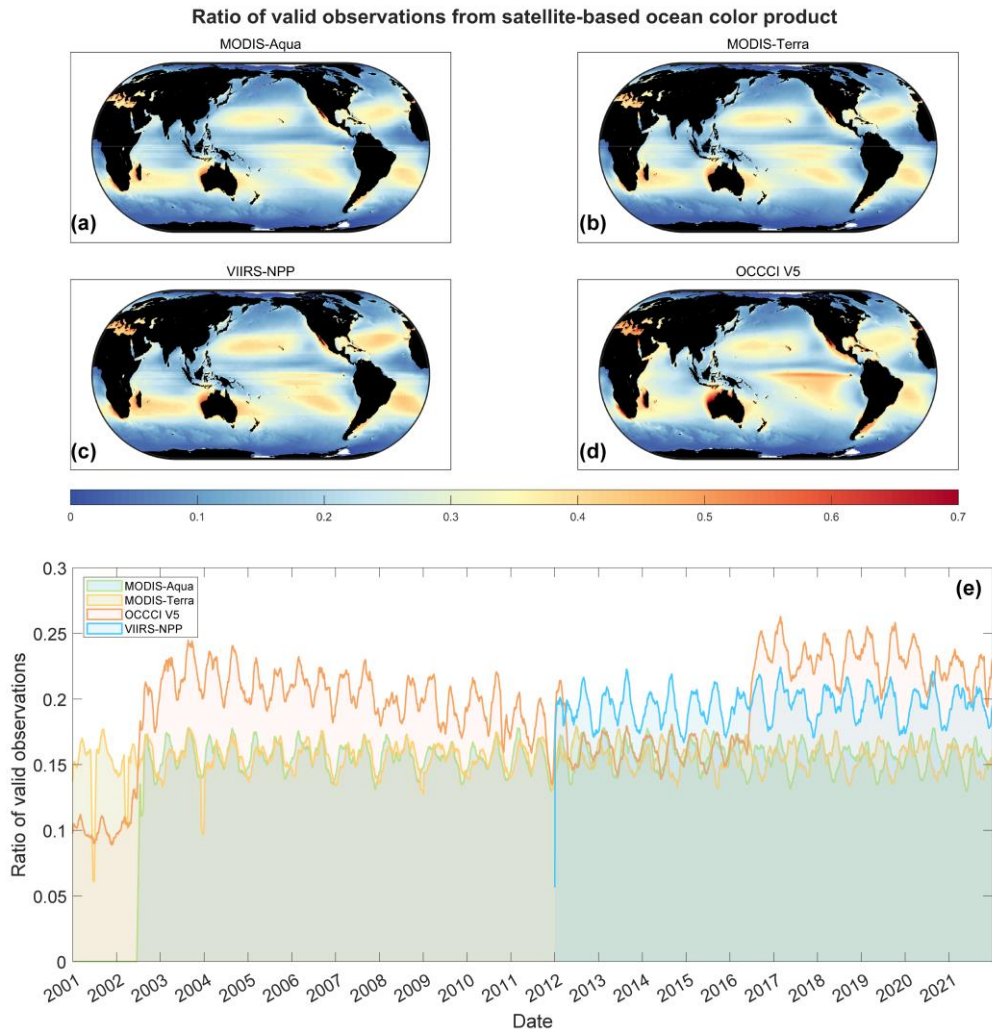 Ratio of valid observations from satellite-based ocean color product
MODIS-Aqua
MODIS-Terra
(a)
(b)
VIIRS-NPP
OCCCI V5
(c)
(d)
0 0.1 0.2 0.3 0.4 0.5 0.6 0.7
(e)
MODIS-Aqua
MODIS-Terra
OCCCI V5
VIIRS-NPP
Ratio of valid observations
0.3
0.25
0.2
0.15
0.1
0.05
0
2001 2002 2003 2004 2005 2006 2007 2008 2009 2010 2011 2012 2013 2014 2015 2016 2017 2018 2019 2020 2021
Date